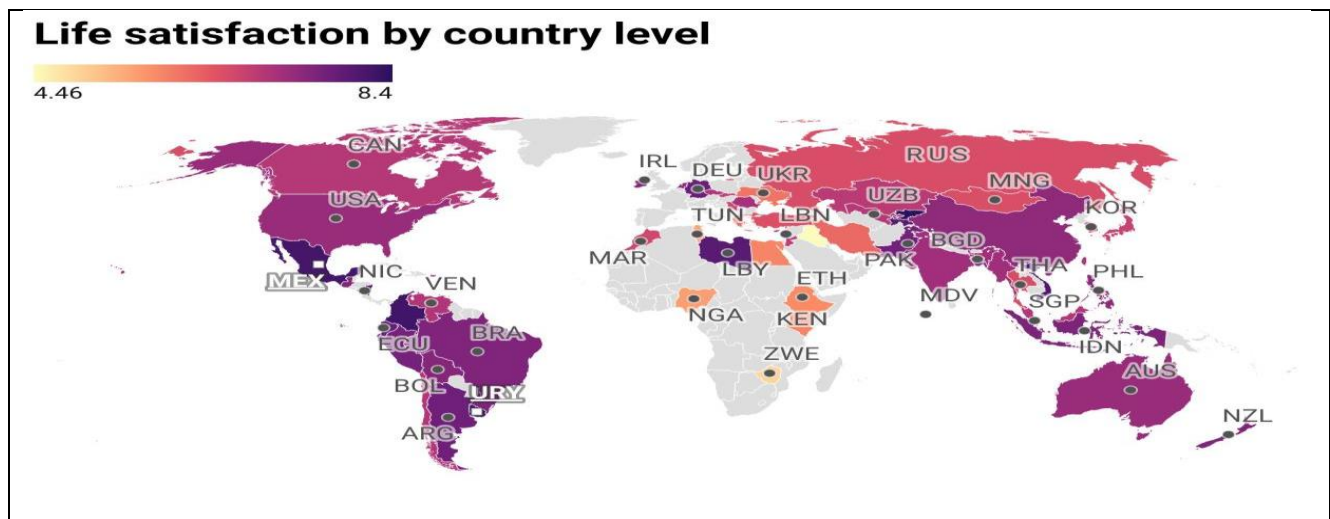 Life satisfaction by country level
4.46 8.4
CAN
IRL DEU UKR RUS
USA UZB MNG
TUN LBN KOR
MAR LBY PAK BGD
MEX NIC VEN ETH THA PHL
NGA KEN MDV SGP
ECU BRA ZWE IDN
BOL URY AUS
ARG NZL